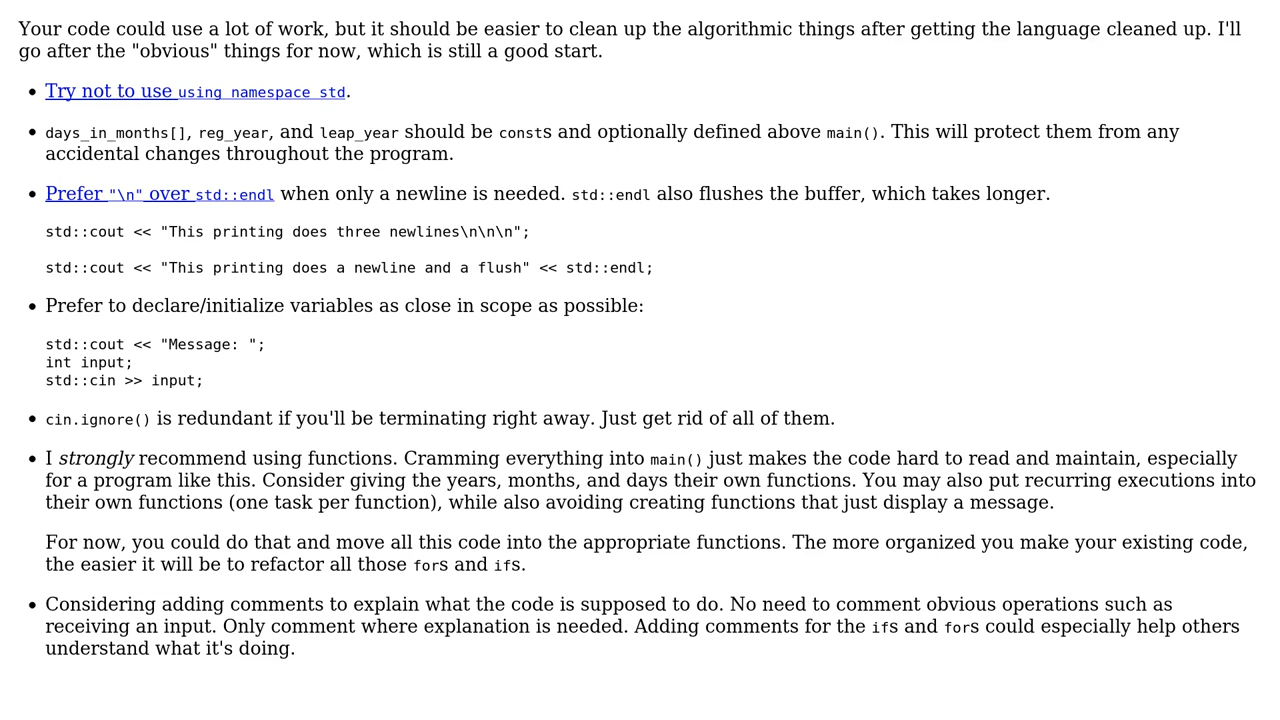 Your code could use a lot of work, but it should be easier to clean up the algorithmic things after getting the language cleaned up. I'll
go after the "obvious" things for now, which is still a good start.
• Try not to use using namespace std.
• days_in_months[], reg_year, and leap_year should be consts and optionally defined above main(). This will protect them from any
accidental changes throughout the program.
• Prefer "\n" over std::endl when only a newline is needed. std::endl also flushes the buffer, which takes longer.
std::cout << "This printing does three newlines\n\n\n";
std::cout << "This printing does a newline and a flush" << std::endl;
• Prefer to declare/initialize variables as close in scope as possible:
std::cout << "Message: ";
int input;
std::cin >> input;
• cin.ignore() is redundant if you'll be terminating right away. Just get rid of all of them.
• I strongly recommend using functions. Cramming everything into main() just makes the code hard to read and maintain, especially
for a program like this. Consider giving the years, months, and days their own functions. You may also put recurring executions into
their own functions (one task per function), while also avoiding creating functions that just display a message.
For now, you could do that and move all this code into the appropriate functions. The more organized you make your existing code,
the easier it will be to refactor all those fors and ifs.
• Considering adding comments to explain what the code is supposed to do. No need to comment obvious operations such as
receiving an input. Only comment where explanation is needed. Adding comments for the ifs and fors could especially help others
understand what it's doing.